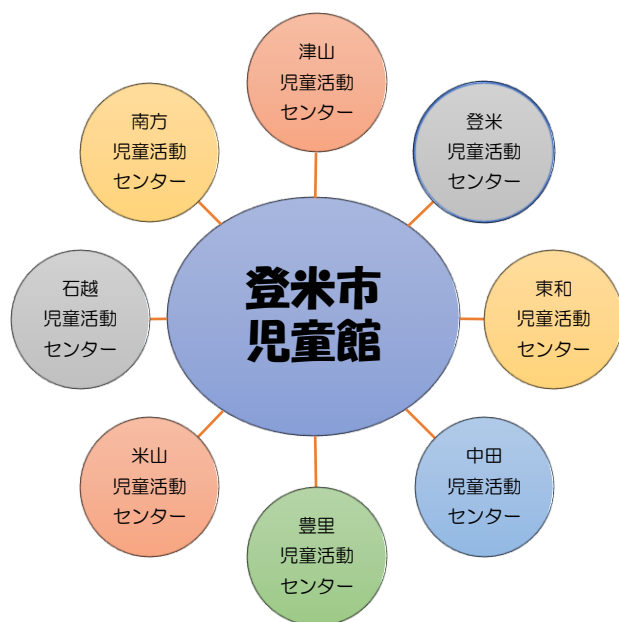 津山
児童活動
センター
登米
児童活動
センター
東和
児童活動
センター
中田
児童活動
センター
豊里
児童活動
センター
米山
児童活動
センター
石越
児童活動
センター
南方
児童活動
センター
登米市
児童館